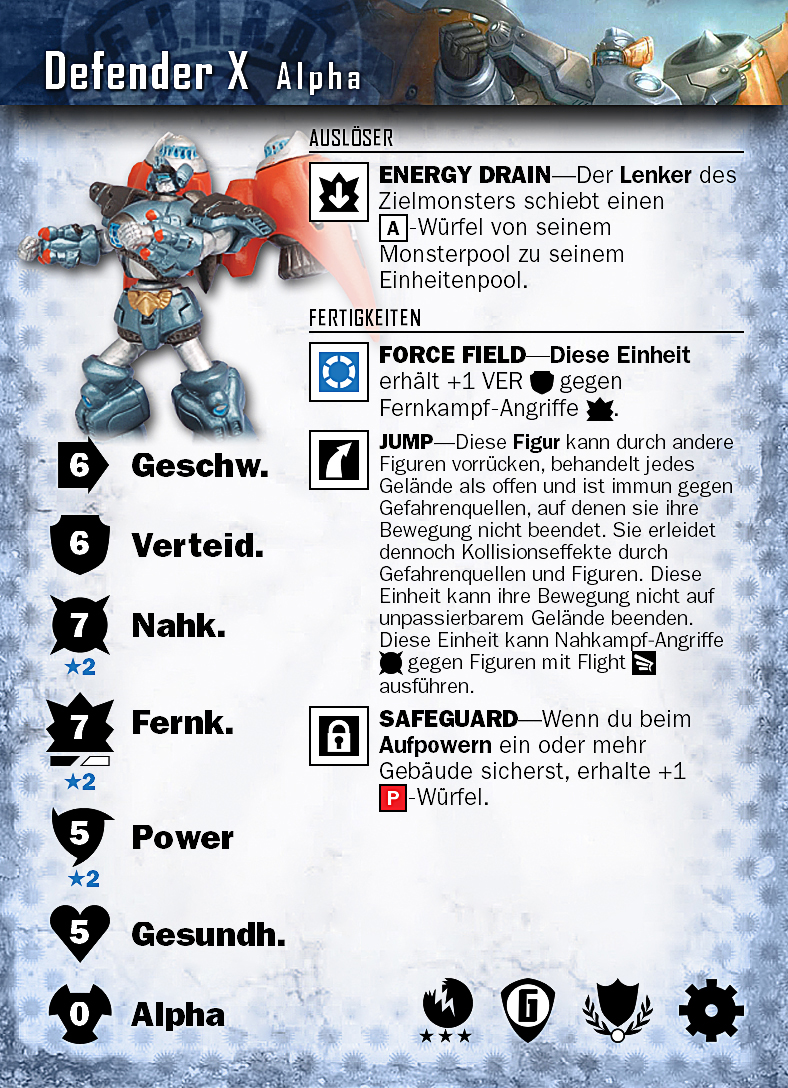 Defender X Alpha
AUSLÖSER
ENERGY DRAIN—Der Lenker des
Zielmonsters schiebt einen
A-Würfel von seinem
Monsterpool zu seinem
Einheitenpool.
FERTIGKEITEN
FORCE FIELD—Diese Einheit
erhält +1 VER gegen
Fernkampf-Angriffe .
JUMP—Diese Figur kann durch andere
Figuren vorrücken, behandelt jedes
Gelände als offen und ist immun gegen
Gefahrenquellen, auf denen sie ihre
Bewegung nicht beendet. Sie erleidet
dennoch Kollisionseffekte durch
Gefahrenquellen und Figuren. Diese
Einheit kann ihre Bewegung nicht auf
unpassierbarem Gelände beenden.
Diese Einheit kann Nahkampf-Angriffe
gegen Figuren mit Flight
ausführen.
SAFEGUARD—Wenn du beim
Aufpowern ein oder mehr
Gebäude sicherst, erhalte +1
P-Würfel.
6 Geschw.
6 Verteid.
7 Nahk.
★2
7 Fernk.
★2
5 Power
★2
5 Gesundh.
0 Alpha
★★★
G